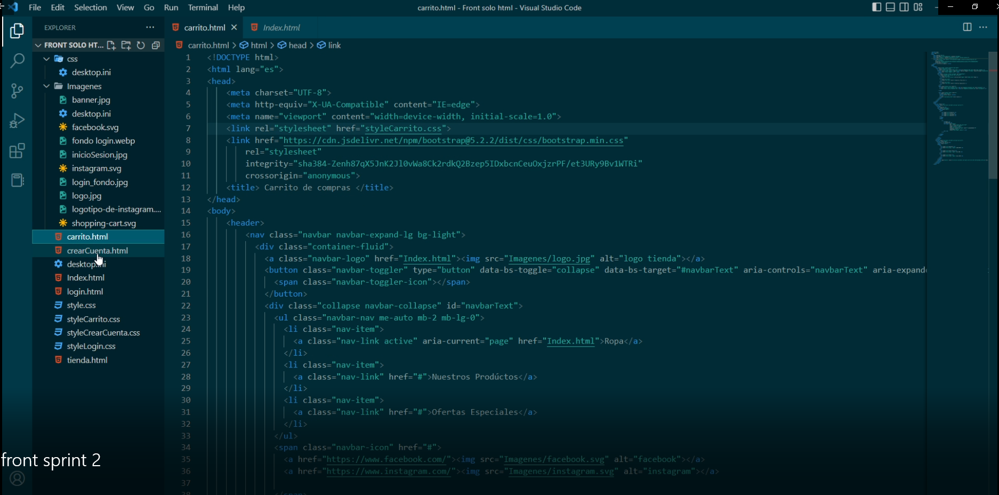 File Edit Selection View Go Run Terminal Help
carrito.html - Front solo html - Visual Studio Code
EXPLORER
FRONT SOLO HT...
css
desktop.ini
Imagenes
banner.jpg
desktop.ini
facebook.svg
fondo login.webp
inicioSesion.jpg
instagram.svg
login_fondo.jpg
logo.jpg
logotipo-de-instagram....
shopping-cart.svg
carrito.html
crearCuenta.html
desktop.ini
Index.html
login.html
style.css
styleCarrito.css
styleCrearCuenta.css
styleLogin.css
tienda.html
carrito.html Index.html
carrito.html > html > head > link
1 <!DOCTYPE html>
2 <html lang="es">
3 <head>
4 <meta charset="UTF-8">
5 <meta http-equiv="X-UA-Compatible" content="IE=edge">
6 <meta name="viewport" content="width=device-width, initial-scale=1.0">
7 <link rel="stylesheet" href="styleCarrito.css">
8 <link href="https://cdn.jsdelivr.net/npm/bootstrap@5.2.2/dist/css/bootstrap.min.css"
9 rel="stylesheet"
10 integrity="sha384-Zenh87qX5JnK2Jl0vWa8Ck2rdkQ2Bzep5IDxbcnCeuOxjzrPF/et3URy9Bv1WTRi"
11 crossorigin="anonymous">
12 <title> Carrito de compras </title>
13 </head>
14 <body>
15 <header>
16 <nav class="navbar navbar-expand-lg bg-light">
17 <div class="container-fluid">
18 <a class="navbar-logo" href="Index.html"><img src="Imagenes/logo.jpg" alt="logo tienda"></a>
19 <button class="navbar-toggler" type="button" data-bs-toggle="collapse" data-bs-target="#navbarText" aria-controls="navbarText" aria-expand
20 <span class="navbar-toggler-icon"></span>
21 </button>
22 <div class="collapse navbar-collapse" id="navbarText">
23 <ul class="navbar-nav me-auto mb-2 mb-lg-0">
24 <li class="nav-item">
25 <a class="nav-link active" aria-current="page" href="Index.html">Ropa</a>
26 </li>
27 <li class="nav-item">
28 <a class="nav-link" href="#">Nuestros Prodúctos</a>
29 </li>
30 <li class="nav-item">
31 <a class="nav-link" href="#">Ofertas Especiales</a>
32 </li>
33 </ul>
34 <span class="navbar-icon" href="#">
35 <a href="https://www.facebook.com/"><img src="Imagenes/facebook.svg" alt="facebook"></a>
36 <a href="https://www.instagram.com/"><img src="Imagenes/instagram.svg" alt="instagram"></a>
37
38 </span>
front sprint 2